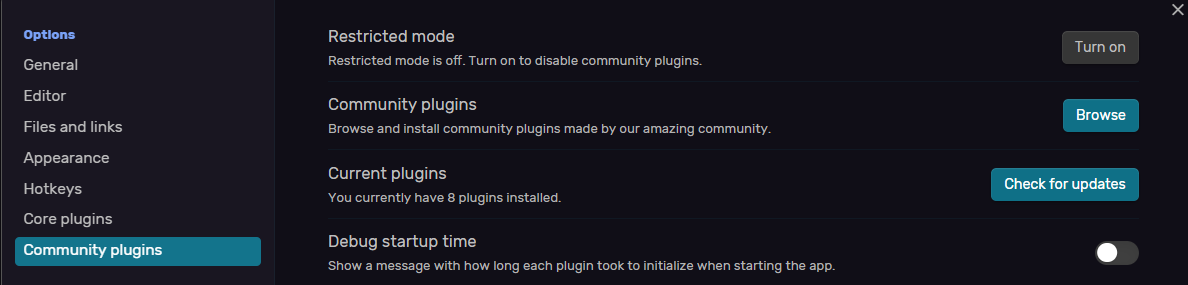 Options
General
Editor
Files and links
Appearance
Hotkeys
Core plugins
Community plugins
Restricted mode
Restricted mode is off. Turn on to disable community plugins.
Turn on
Community plugins
Browse and install community plugins made by our amazing community.
Browse
Current plugins
You currently have 8 plugins installed.
Check for updates
Debug startup time
Show a message with how long each plugin took to initialize when starting the app.